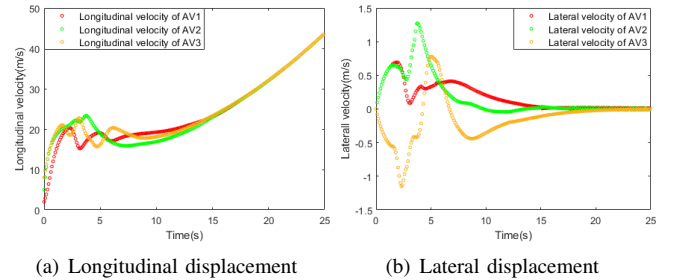 50
40
30
20
10
0
Longitudinal velocity(m/s)
Longitudinal velocity of AV1
Longitudinal velocity of AV2
Longitudinal velocity of AV3
0 5 10 15 20 25
Time(s)
(a) Longitudinal displacement
1.5
1
0.5
0
-0.5
-1
-1.5
Laterall velocity(m/s)
Lateral velocity of AV1
Lateral velocity of AV2
Lateral velocity of AV3
0 5 10 15 20 25
Time(s)
(b) Lateral displacement